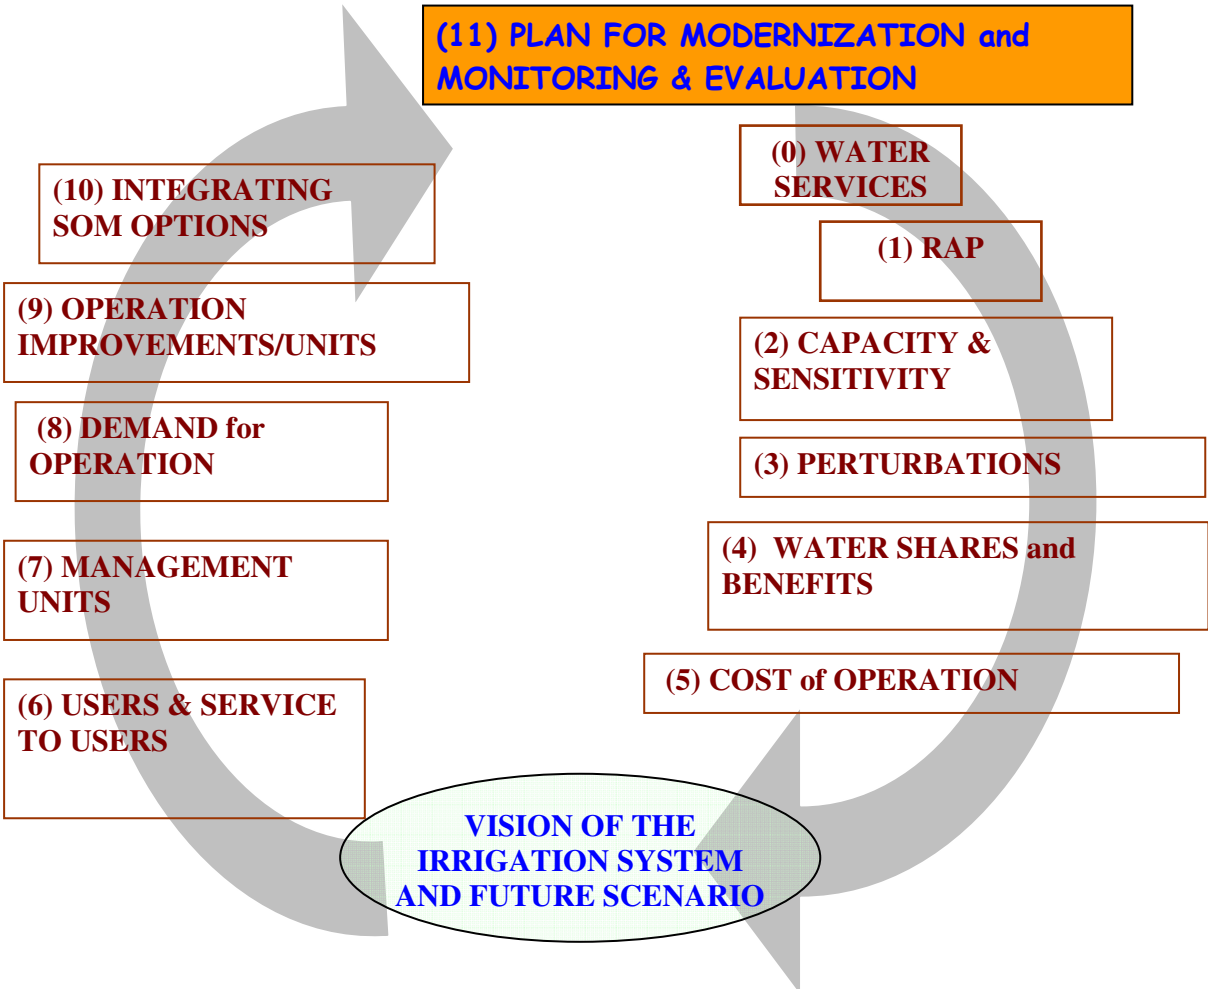 (11) PLAN FOR MODERNIZATION and
MONITORING & EVALUATION
(0) WATER
SERVICES
(1) RAP
(2) CAPACITY &
SENSITIVITY
(3) PERTURBATIONS
(4) WATER SHARES and
BENEFITS
(5) COST of OPERATION
VISION OF THE
IRRIGATION SYSTEM
AND FUTURE SCENARIO
(6) USERS & SERVICE
TO USERS
(7) MANAGEMENT
UNITS
(8) DEMAND for
OPERATION
(9) OPERATION
IMPROVEMENTS/UNITS
(10) INTEGRATING
SOM OPTIONS